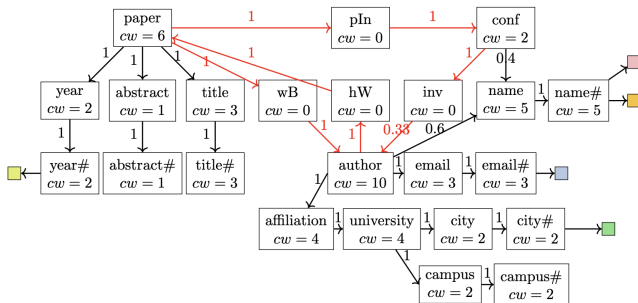 1
paper
cw = 6
pIn
cw = 0
1
conf
cw = 2
1
1
1
1
1
1
0.4
year
cw = 2
abstract
cw = 1
title
cw = 3
wB
cw = 0
hW
cw = 0
inv
cw = 0
name
cw = 5
1
name#
cw = 5
1
1
1
1
1
0.33
0.6
year#
cw = 2
abstract#
cw = 1
title#
cw = 3
author
cw = 10
1
email
cw = 3
1
email#
cw = 3
1
affiliation
cw = 4
1
university
cw = 4
1
city
cw = 2
1
city#
cw = 2
1
campus
cw = 2
1
campus#
cw = 2